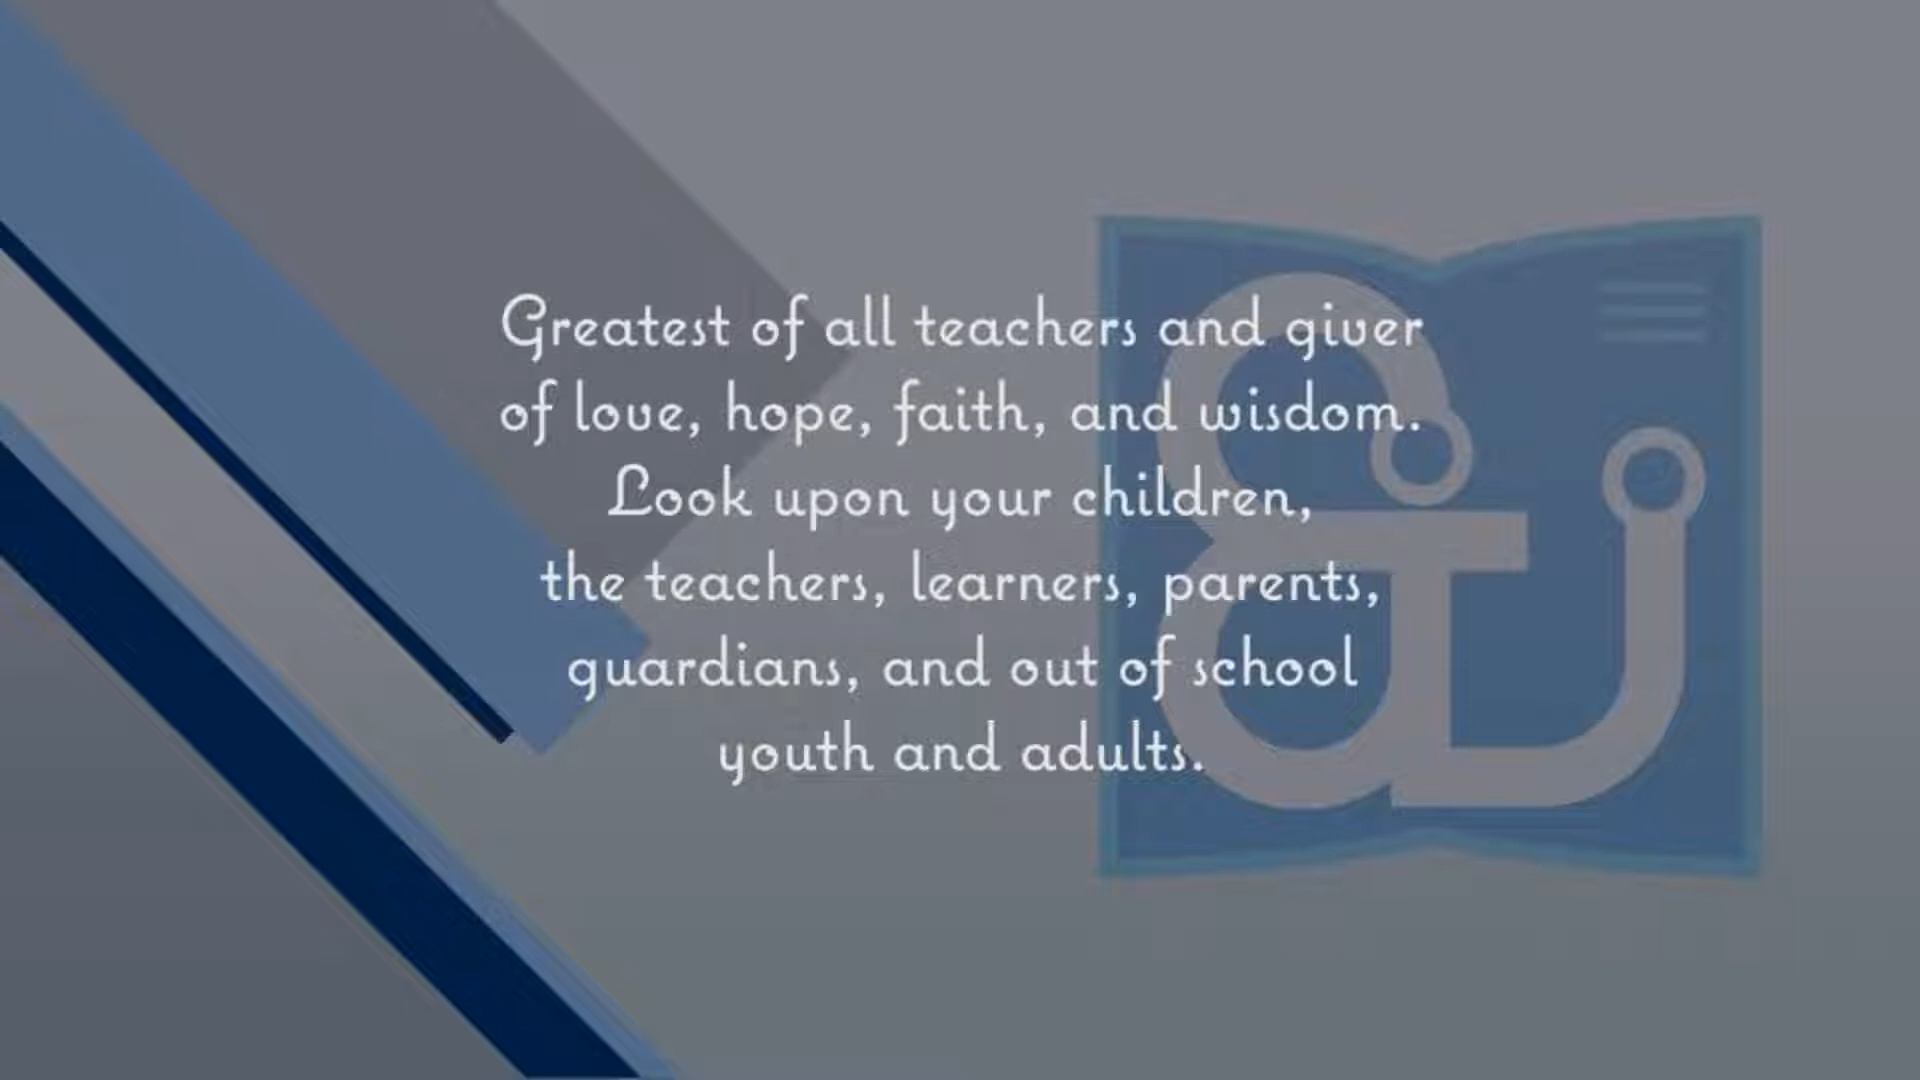 Greatest of all teachers and giver
of love, hope, faith, and wisdom.
Look upon your children,
the teachers, learners, parents,
guardians, and out of school
youth and adults.